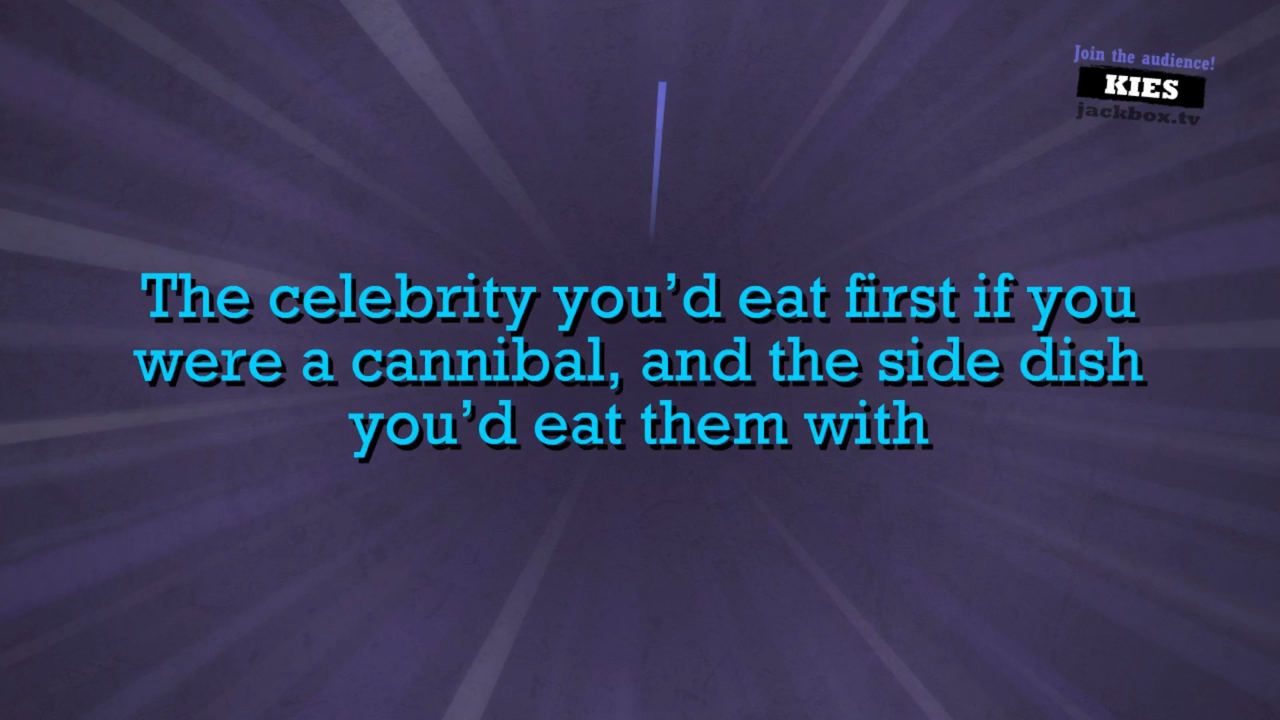 Join the audience!
KIES
jackbox.tv
The celebrity you’d eat first if you
were a cannibal, and the side dish
you’d eat them with